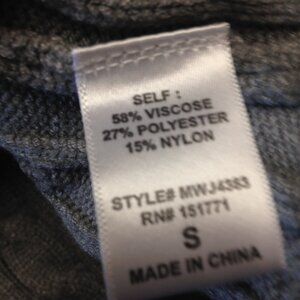 SELF :
58% VISCOSE
27% POLYESTER
15% NYLON
STYLE# MWJ4383
RN# 151771
S
MADE IN CHINA